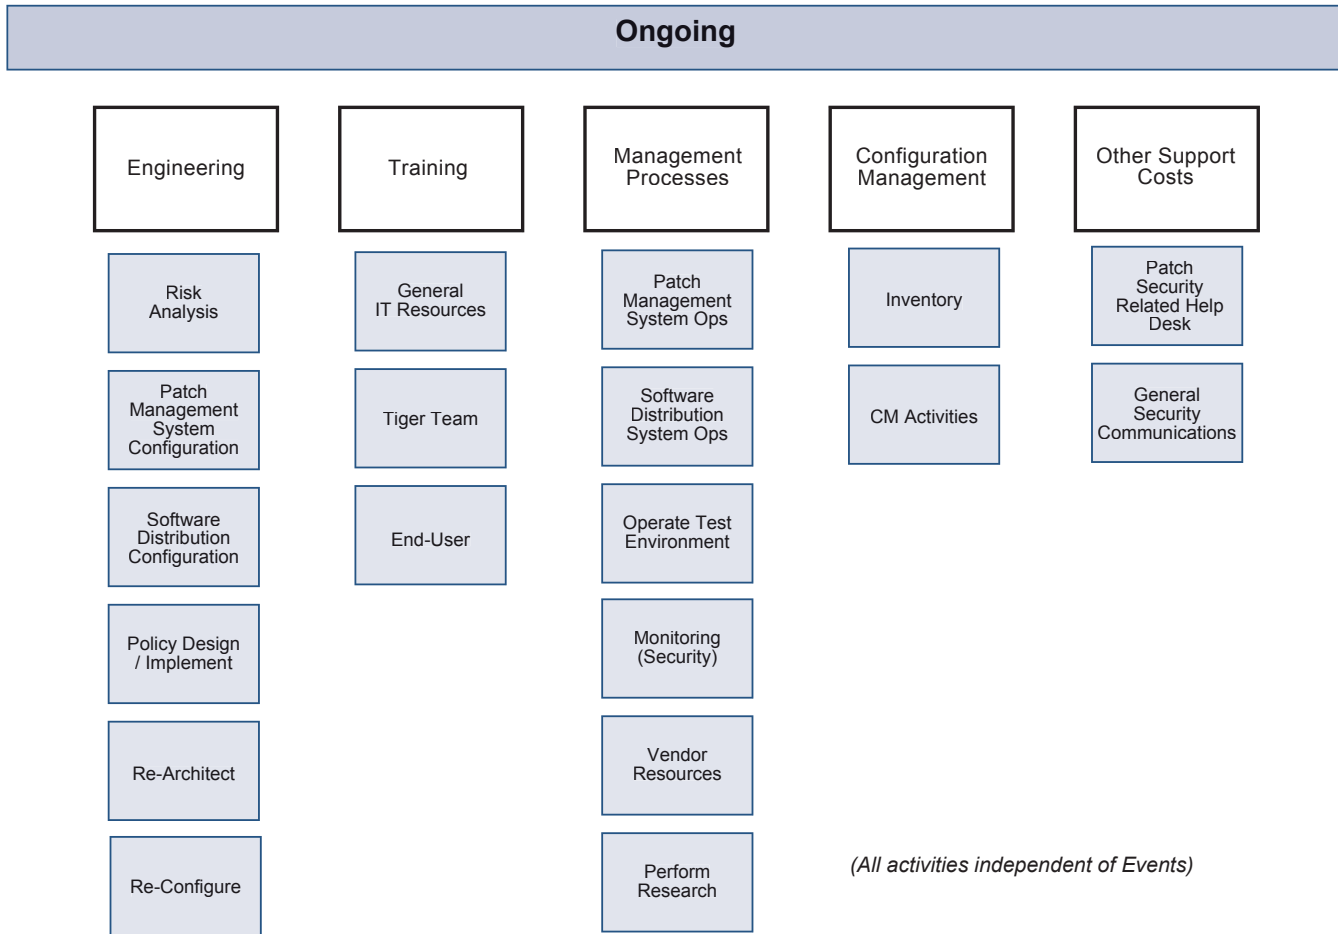 Ongoing
Engineering
Training
Management
Processes
Configuration
Management
Other Support
Costs
Risk
Analysis
Patch
Management
System
Configuration
Software
Distribution
Configuration
Policy Design
/ Implement
Re-Architect
Re-Configure
General
IT Resources
Tiger Team
End-User
Patch
Management
System Ops
Software
Distribution
System Ops
Operate Test
Environment
Monitoring
(Security)
Vendor
Resources
Perform
Research
Inventory
CM Activities
Patch
Security
Related Help
Desk
General
Security
Communications
(All activities independent of Events)